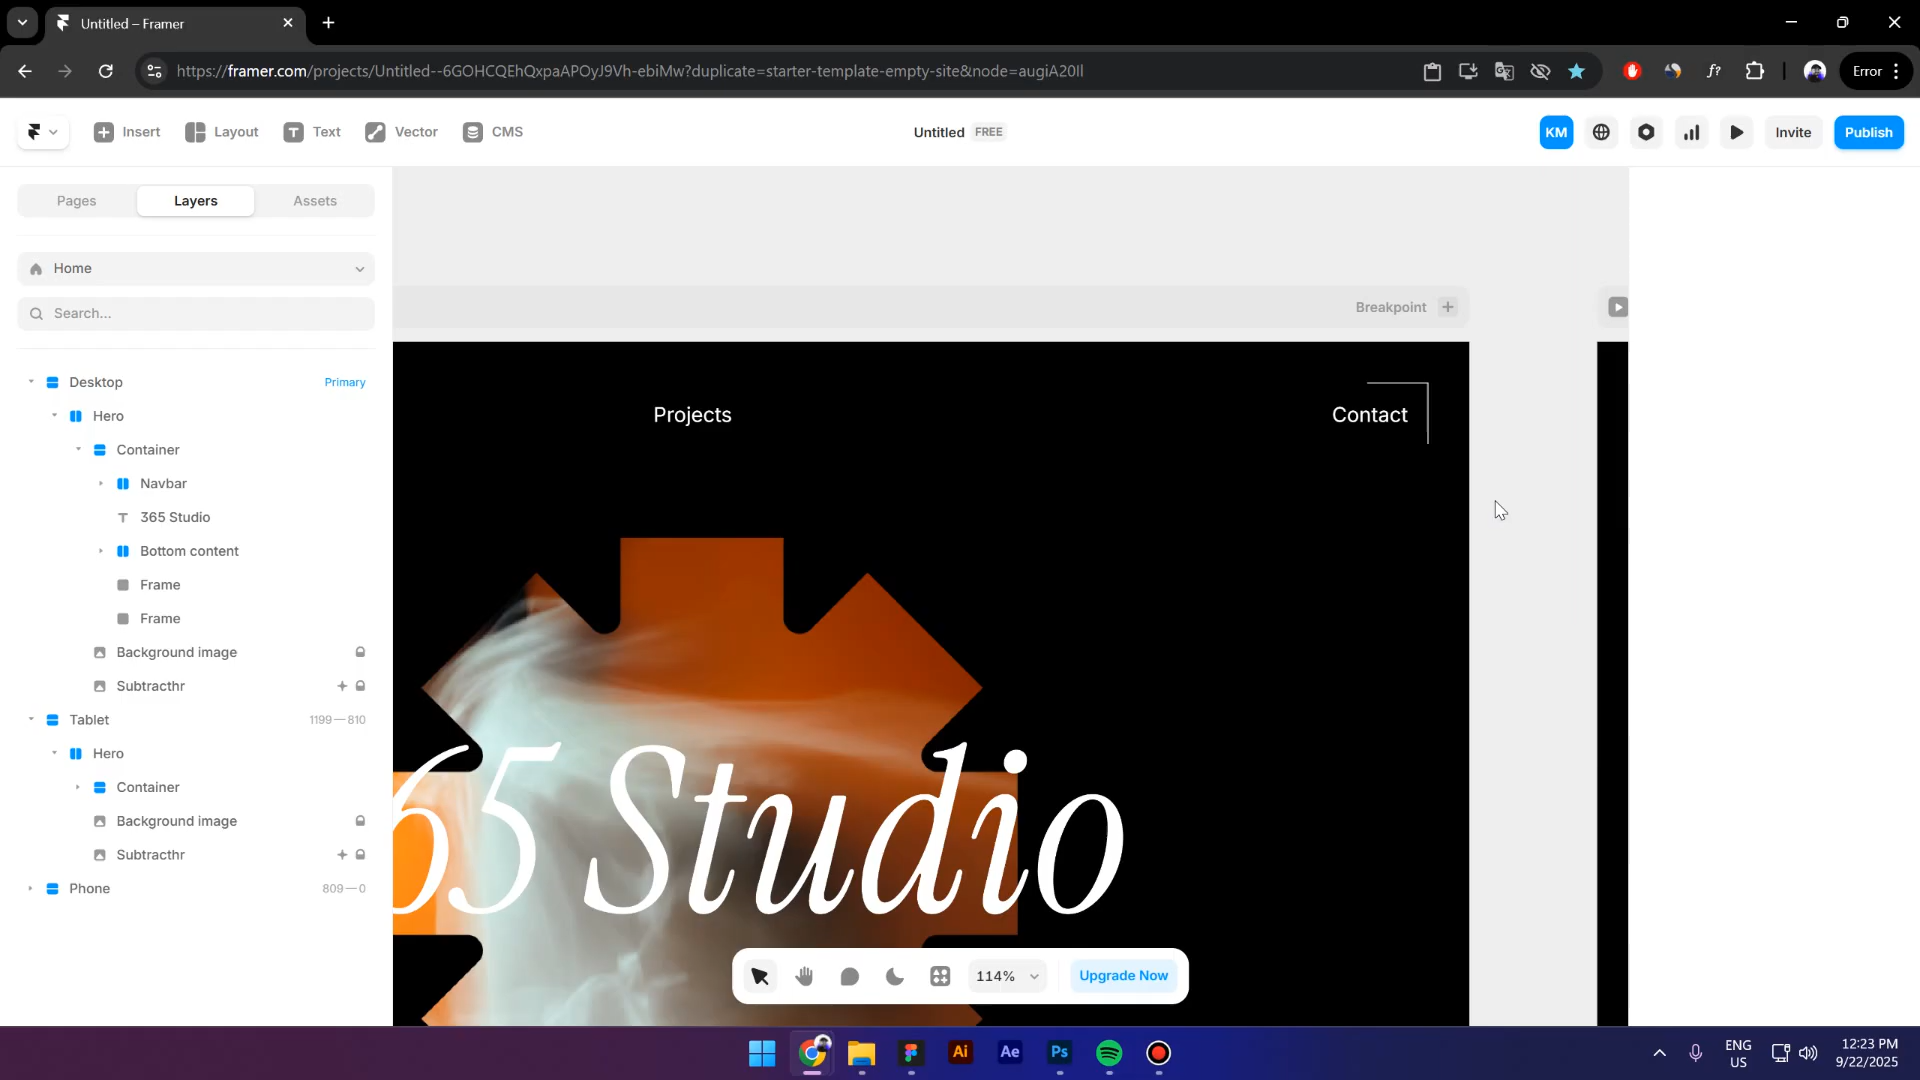 Untitled – Framer
https://framer.com/projects/Untitled--6GOHCQEhQxpaAPOyJ9Vh-ebiMw?duplicate=starter-template-empty-site&node=augiA20Il
f?
Error
Insert
Layout
T Text
Vector
CMS
Untitled FREE
KM
Invite
Publish
Pages
Layers
Assets
Home
Search...
Desktop
Primary
Hero
Container
Navbar
T 365 Studio
Bottom content
Frame
Frame
Background image
Subtracthr
Tablet
1199—810
Hero
Container
Background image
Subtracthr
Phone
809—0
Breakpoint
Projects
Contact
65 Studio
114%
Upgrade Now
Ai
Ae
Ps
ENG
US
12:23 PM
9/22/2025